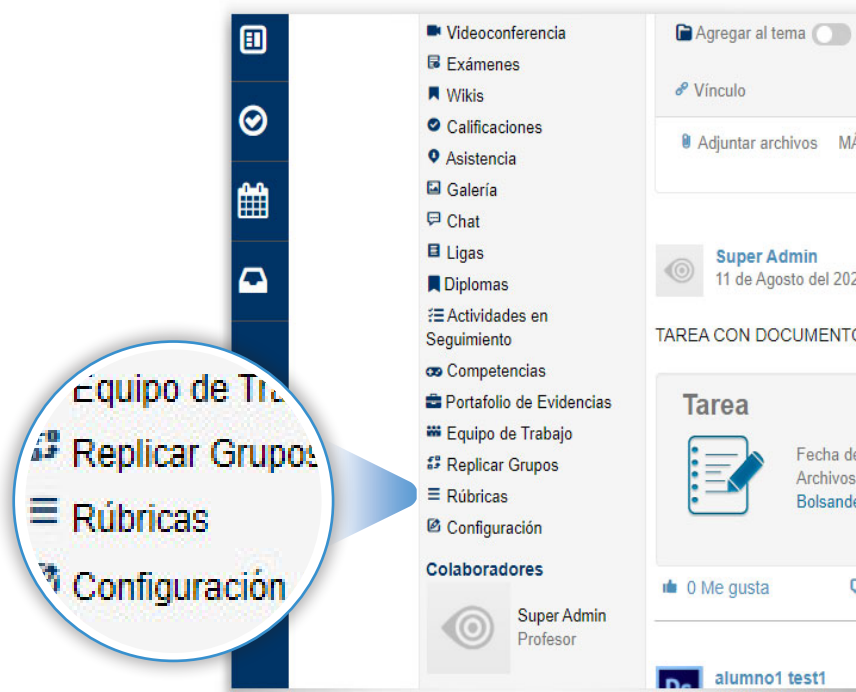 Videoconferencia
Exámenes
Wikis
Calificaciones
Asistencia
Galería
Chat
Ligas
Diplomas
Actividades en
Seguimiento
Competencias
Portafolio de Evidencias
Equipo de Trabajo
Replicar Grupos
Rúbricas
Configuración
Colaboradores
Super Admin
Profesor
Equipo de Tra
Replicar Grupos
Rúbricas
Configuración
Agregar al tema
Vínculo
Adjuntar archivos MÁ
Super Admin
11 de Agosto del 202
TAREA CON DOCUMENTO
Tarea
Fecha de
Archivos
Bolsande
0 Me gusta
alumno1 test1